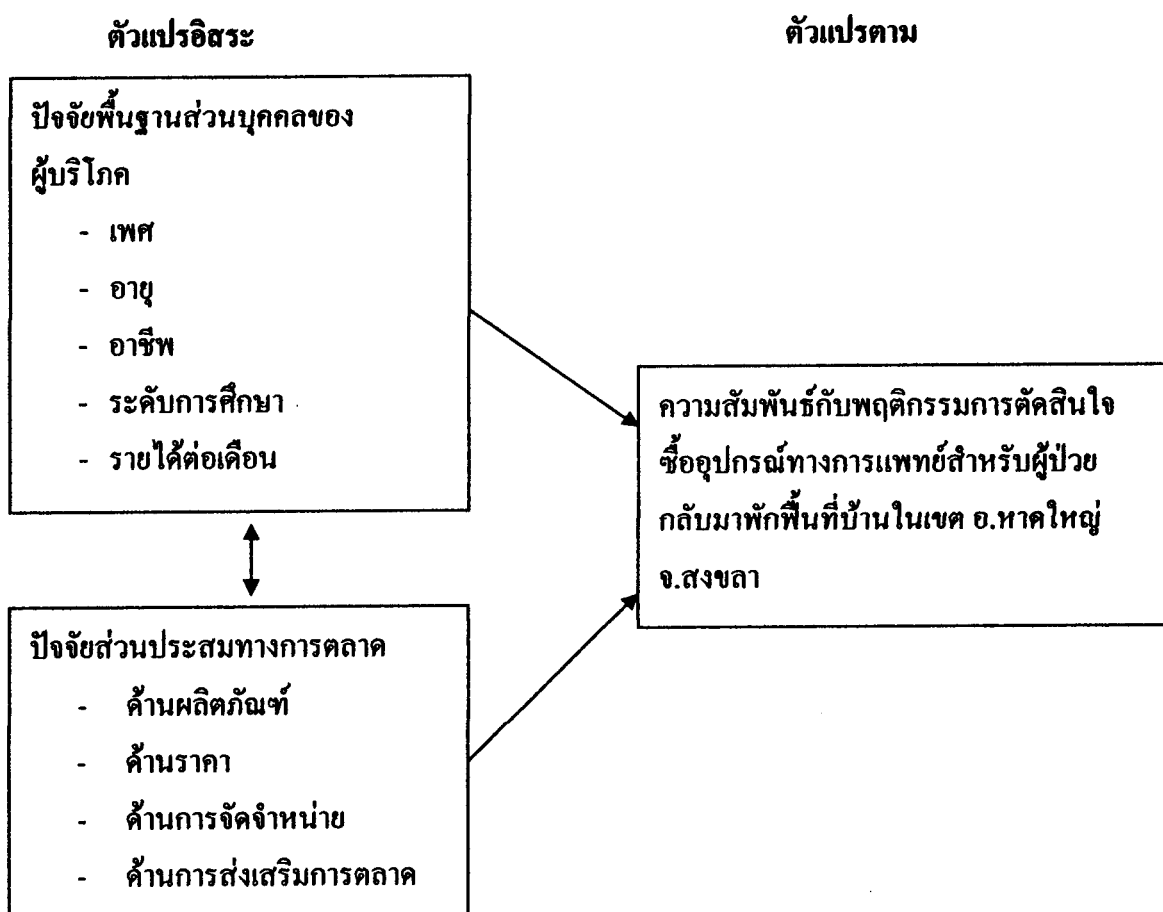 ตัวแปรอิสระ
ตัวแปรตาม
ปัจจัยพื้นฐานส่วนบุคคลของ
ผู้บริโภค
- เพศ
- อายุ
- อาชีพ
- ระดับการศึกษา
- รายได้ต่อเดือน
ปัจจัยส่วนประสมทางการตลาด
- ด้านผลิตภัณฑ์
- ด้านราคา
- ด้านการจัดจำหน่าย
- ด้านการส่งเสริมการตลาด
ความสัมพันธ์กับพฤติกรรมการตัดสินใจ
ซื้ออุปกรณ์ทางการแพทย์สำหรับผู้ป่วย
กลับมาพักฟื้นที่บ้านในเขต อ.หาดใหญ่
จ.สงขลา